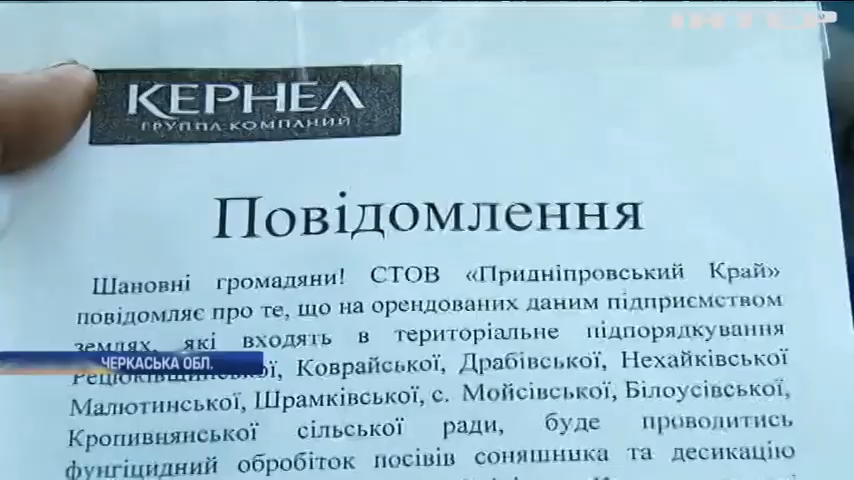 ІНТЕР
КЕРНЕЛ
ГРУППА КОМПАНИЙ
Повідомлення
Шановні громадяни! СТОВ «Придніпровський Край»
повідомляє про те, що на орендованих даним підприємством
землях, які входять в територіальне підпорядкування
ЧЕРКАСЬКА ОБЛ.
Коврайської, Драбівської, Нехайківської
Малютинської, Шрамківської, с. Мойсівської, Білоусівської,
Кропивнянської сільської ради, буде проводитись
фунгіцидний обробіток посівів соняшника та десикацію